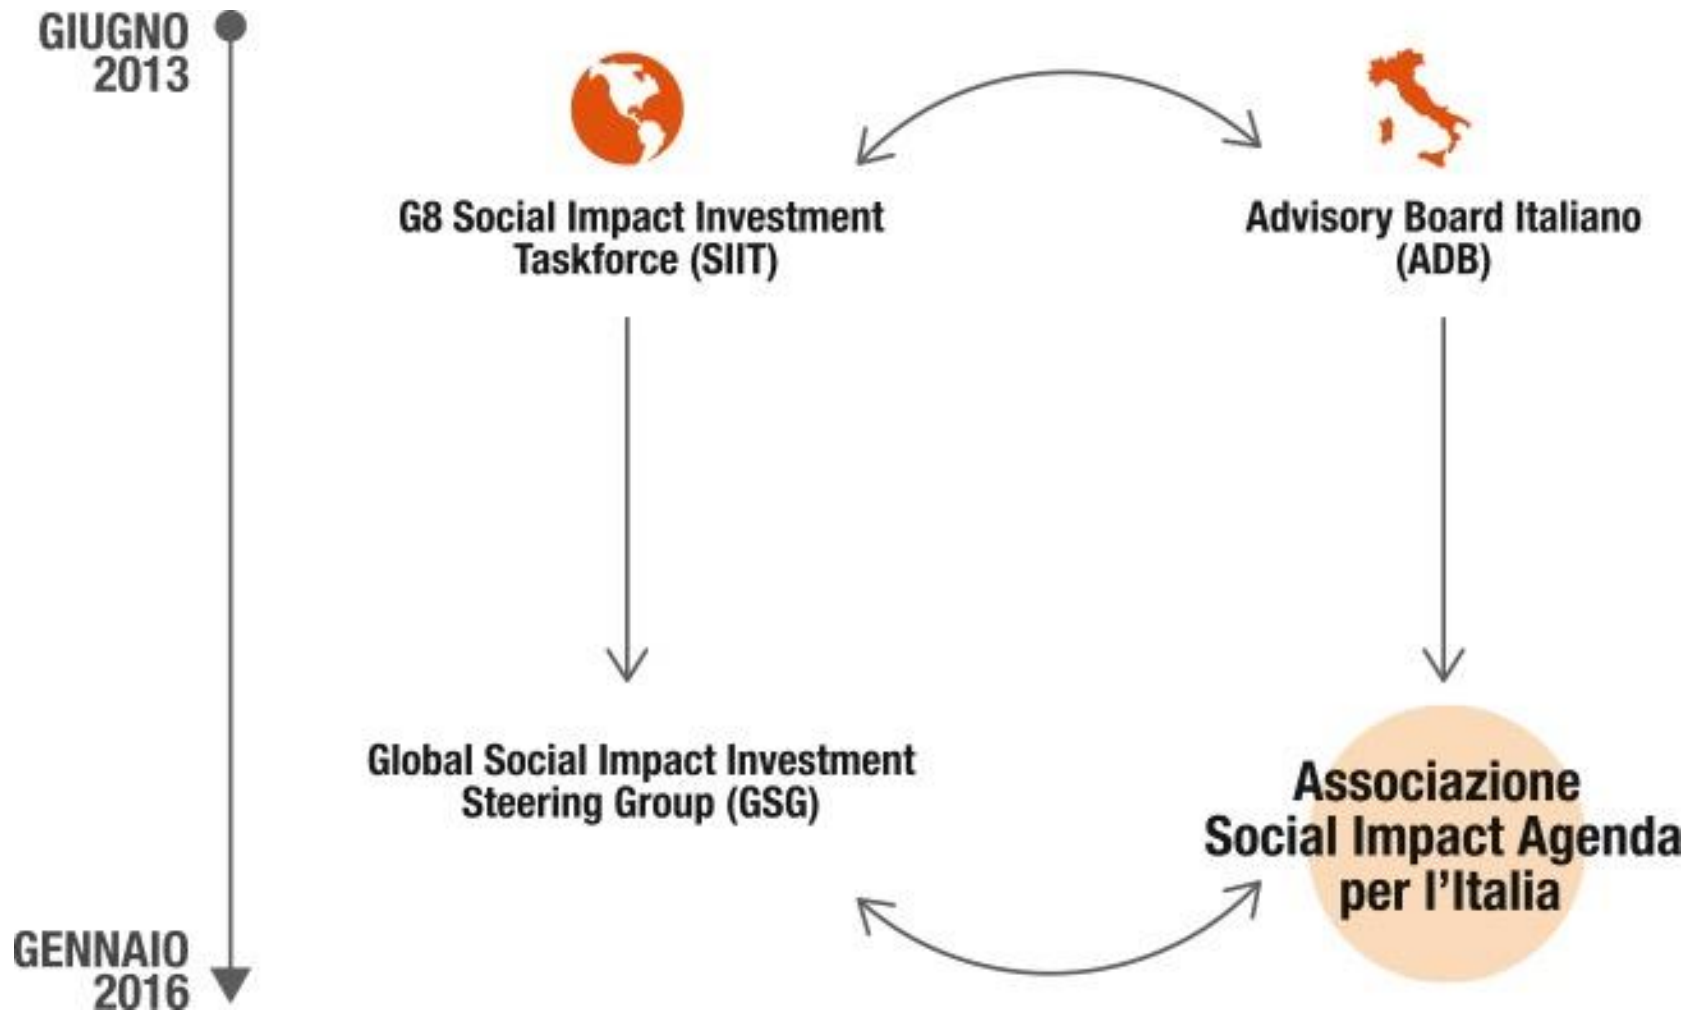 GIUGNO
2013
G8 Social Impact Investment
Taskforce (SIIT)
Advisory Board Italiano
(ADB)
Global Social Impact Investment
Steering Group (GSG)
Associazione
Social Impact Agenda
per l’Italia
GENNAIO
2016